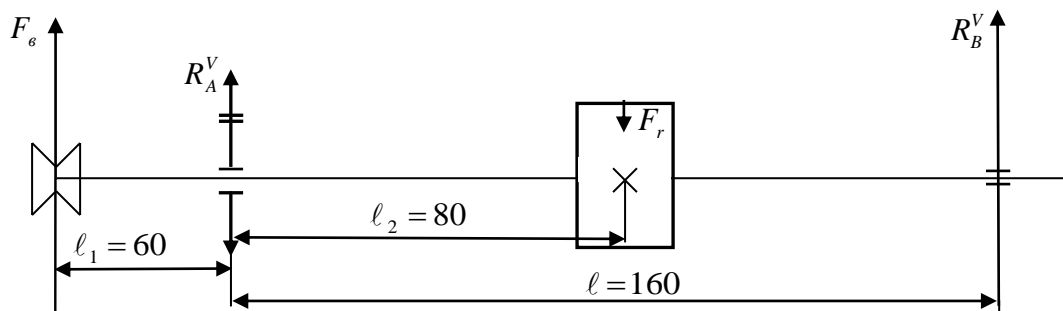 F_в
R_A^V
R_B^V
F_r
ℓ_2 = 80
ℓ_1 = 60
ℓ = 160